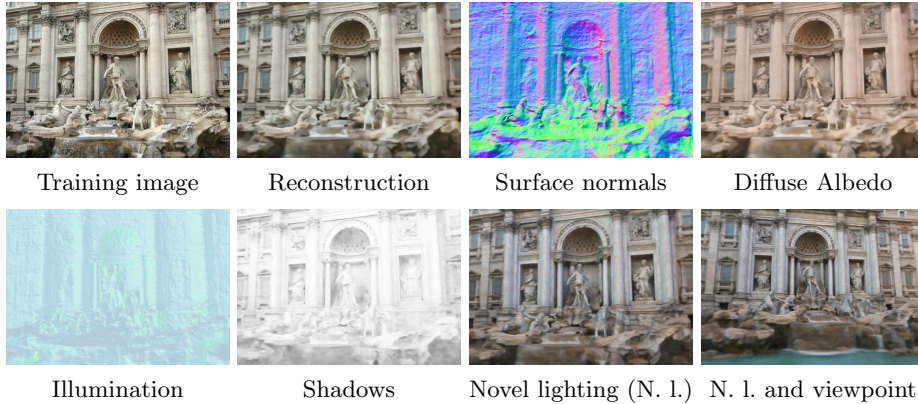 Training image
Reconstruction
Surface normals
Diffuse Albedo
Illumination
Shadows
Novel lighting (N. l.)
N. l. and viewpoint